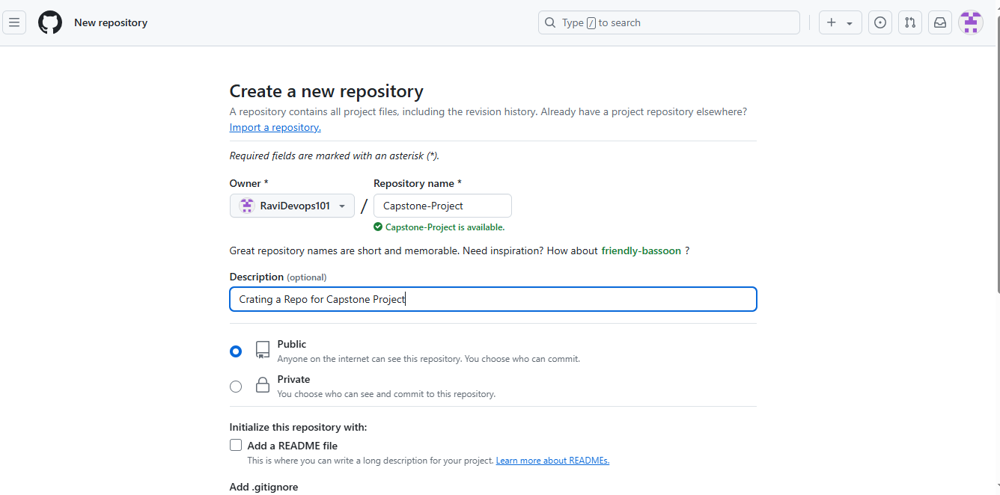 New repository
Type / to search
Create a new repository
A repository contains all project files, including the revision history. Already have a project repository elsewhere?
Import a repository.
Required fields are marked with an asterisk (*).
Owner * Repository name *
RaviDevops101 / Capstone-Project
Capstone-Project is available.
Great repository names are short and memorable. Need inspiration? How about friendly-bassoon ?
Description (optional)
Crating a Repo for Capstone Project
Public
Anyone on the internet can see this repository. You choose who can commit.
Private
You choose who can see and commit to this repository.
Initialize this repository with:
Add a README file
This is where you can write a long description for your project. Learn more about READMEs.
Add .gitignore